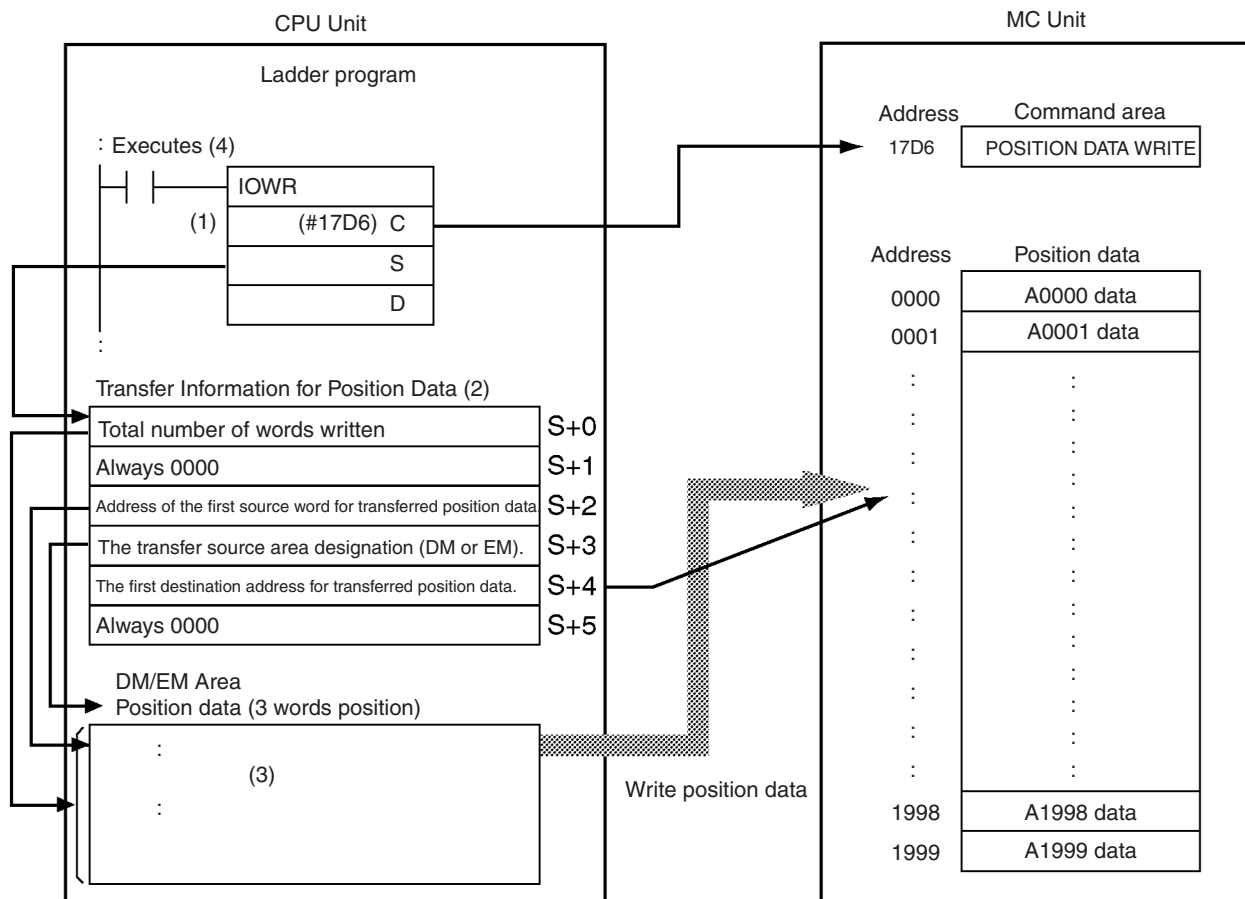 CPU Unit
MC Unit
Ladder program
: Executes (4)
IOWR
(1)
(#17D6) C
S
D
:
Address
Command area
17D6
POSITION DATA WRITE
Address
Position data
0000
A0000 data
0001
A0001 data
: :
: :
: :
: :
: :
: :
: :
: :
: :
: :
: :
1998
A1998 data
1999
A1999 data
Transfer Information for Position Data (2)
Total number of words written
S+0
Always 0000
S+1
Address of the first source word for transferred position data.
S+2
The transfer source area designation (DM or EM).
S+3
The first destination address for transferred position data.
S+4
Always 0000
S+5
DM/EM Area
Position data (3 words position)
:
(3)
:
Write position data